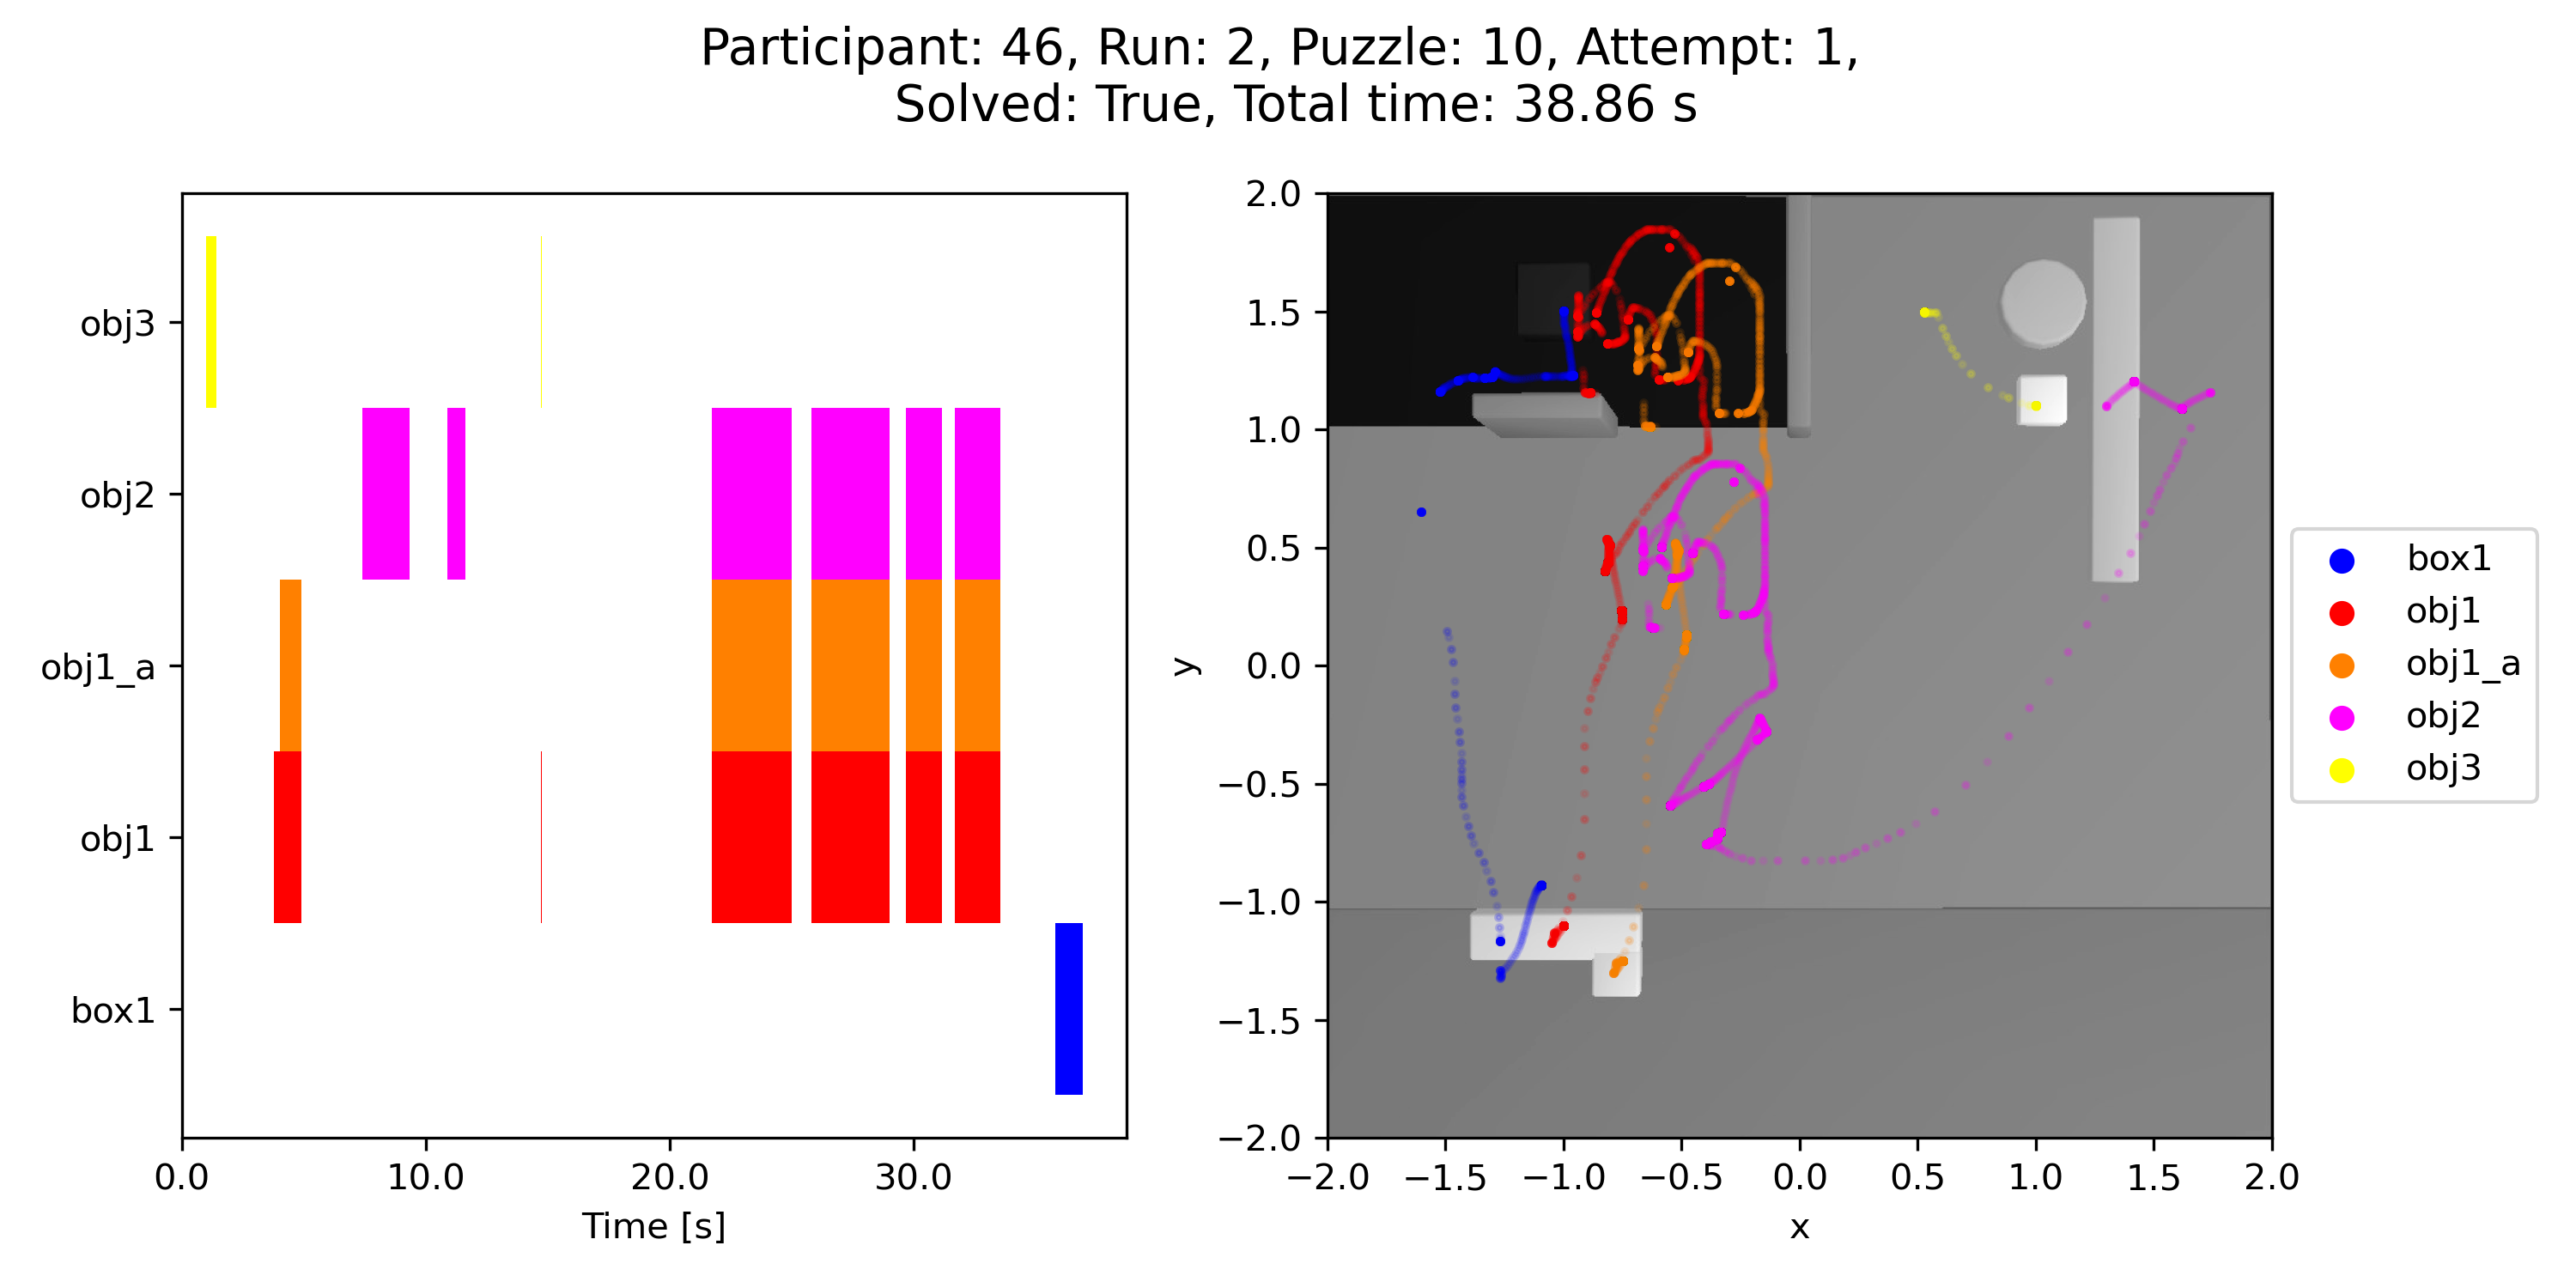 Participant: 46, Run: 2, Puzzle: 10, Attempt: 1,
Solved: True, Total time: 38.86 s
obj3
obj2
obj1_a
obj1
box1
0.0 10.0 20.0 30.0
Time [s]
2.0
1.5
1.0
0.5
0.0
−0.5
−1.0
−1.5
−2.0
y
−2.0 −1.5 −1.0 −0.5 0.0 0.5 1.0 1.5 2.0
x
box1
obj1
obj1_a
obj2
obj3